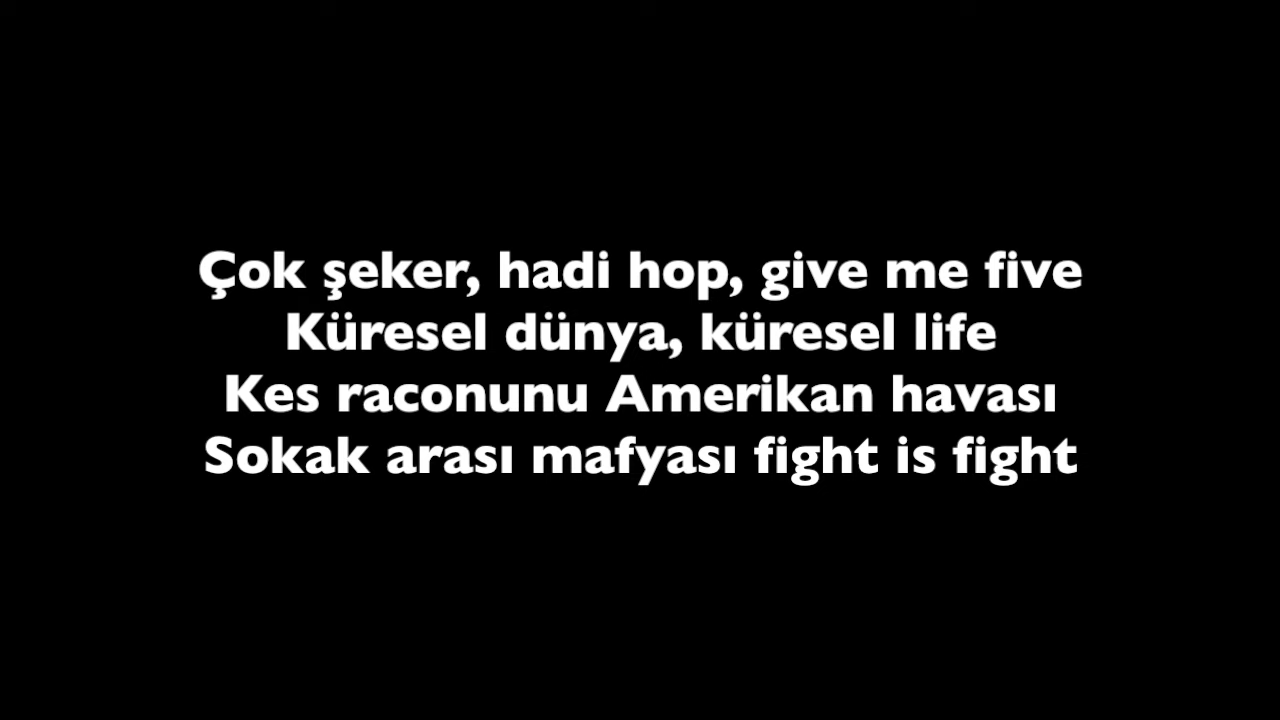 Çok şeker, hadi hop, give me five
Küresel dünya, küresel life
Kes raconunu Amerikan havası
Sokak arası mafyası fight is fight